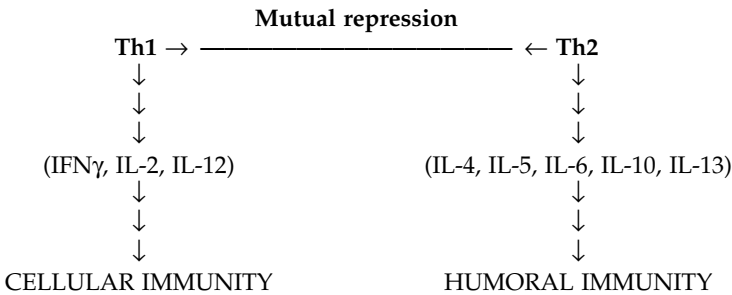 Mutual repression
Th1 → ——————————— ← Th2
↓ ↓
↓ ↓
↓ ↓
(IFNγ, IL-2, IL-12) (IL-4, IL-5, IL-6, IL-10, IL-13)
↓ ↓
↓ ↓
↓ ↓
CELLULAR IMMUNITY HUMORAL IMMUNITY